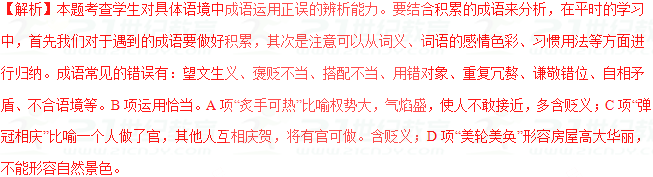 【解析】本题考查学生对具体语境中成语运用正误的辨析能力。要结合积累的成语来分析，在平时的学习
中，首先我们对于遇到的成语要做好积累，其次是注意可以从词义、词语的感情色彩、习惯用法等方面进
行归纳。成语常见的错误有：望文生义、褒贬不当、搭配不当、用错对象、重复冗赘、谦敬错位、自相矛
盾、不合语境等。B 项运用恰当。A 项“炙手可热”比喻权势大，气焰盛，使人不敢接近，多含贬义；C 项“弹
冠相庆”比喻一个人做了官，其他人互相庆贺，将有官可做。含贬义；D 项“美轮美奂”形容房屋高大华丽，
不能形容自然景色。